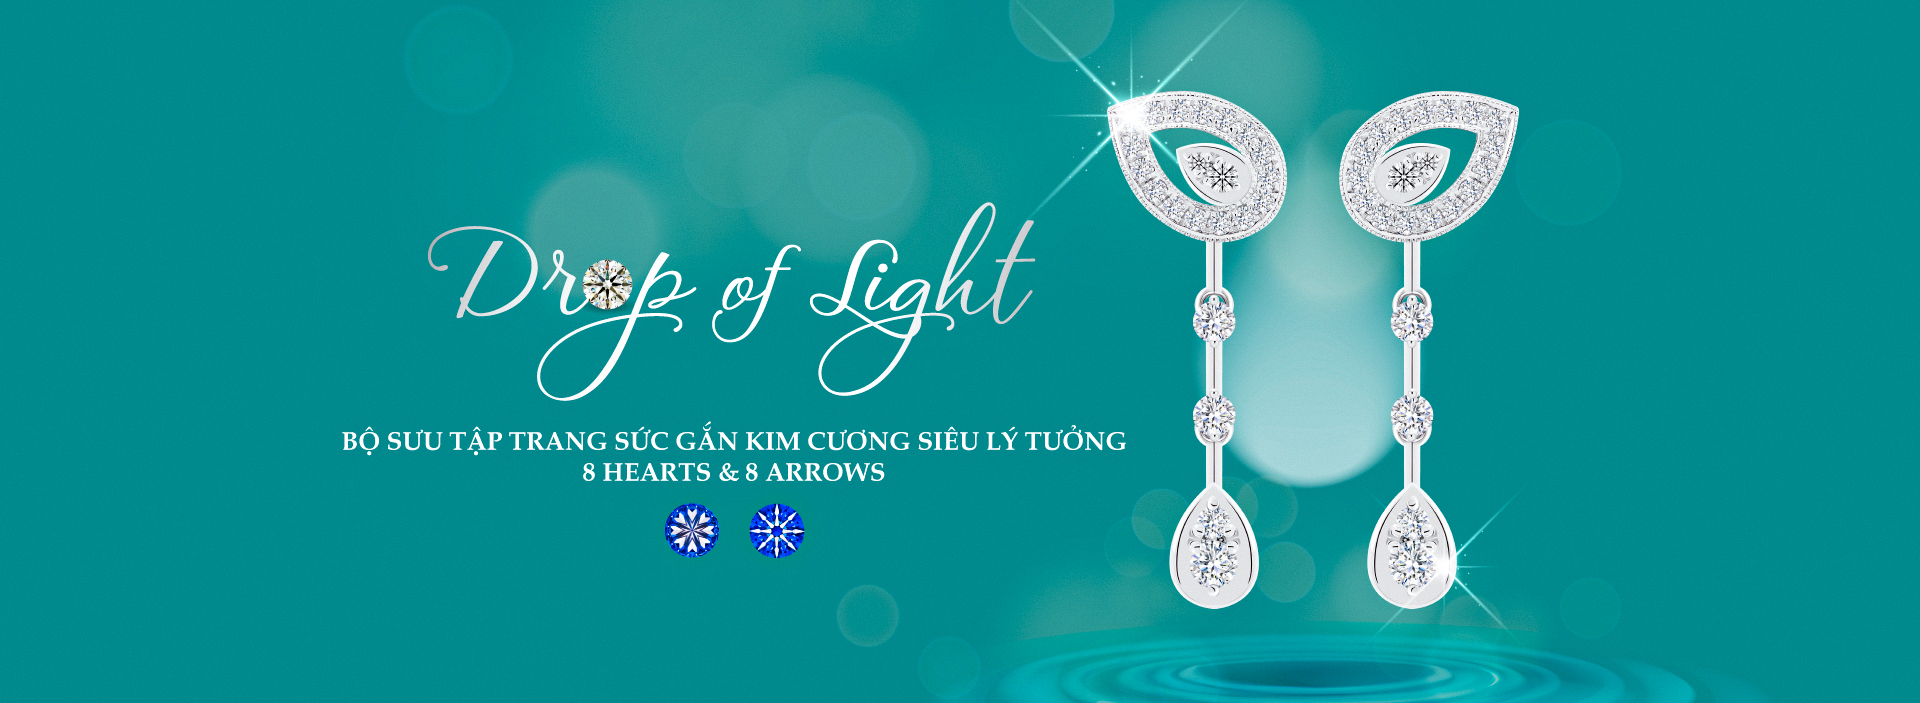 Drop of Light
BỘ SƯU TẬP TRANG SỨC GẮN KIM CƯƠNG SIÊU LÝ TƯỞNG
8 HEARTS & 8 ARROWS